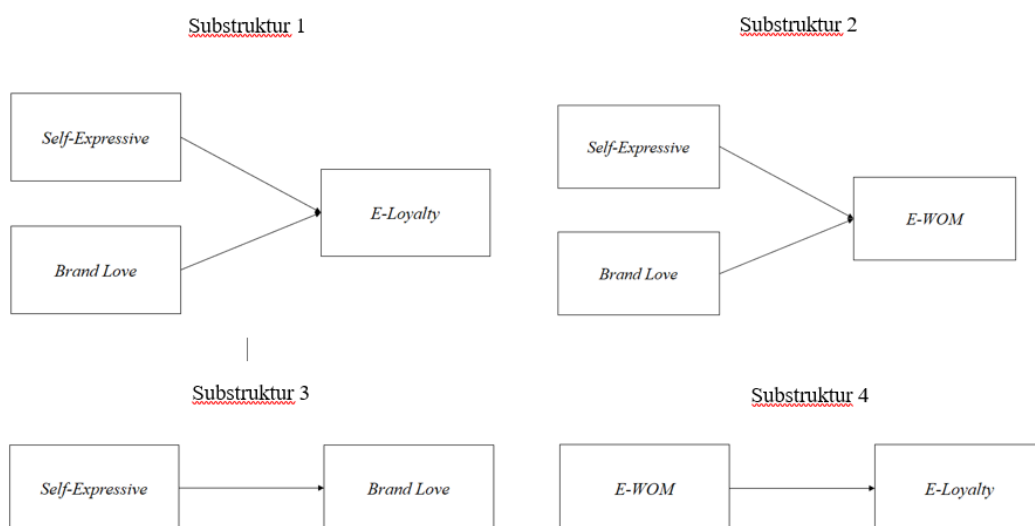 Substruktur 1
Self-Expressive
Brand Love
E-Loyalty
Substruktur 2
Self-Expressive
Brand Love
E-WOM
Substruktur 3
Self-Expressive
Brand Love
Substruktur 4
E-WOM
E-Loyalty